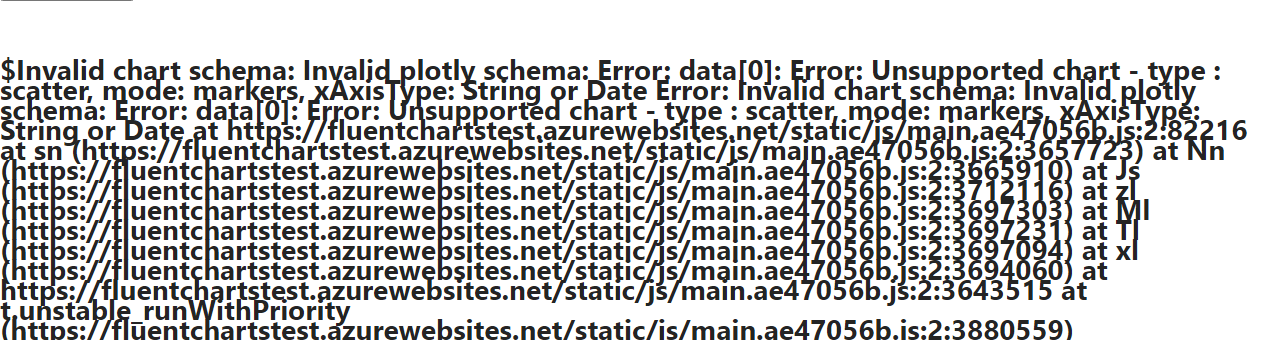 $Invalid chart schema: Invalid plotly schema: Error: data[0]: Error: Unsupported chart - type :
scatter, mode: markers, xAxisType: String or Date Error: Invalid chart schema: Invalid plotly
schema: Error: data[0]: Error: Unsupported chart - type : scatter, mode: markers, xAxisType:
String or Date at https://fluentchartstest.azurewebsites.net/static/js/main.ae47056b.js:2:82216
at sn (https://fluentchartstest.azurewebsites.net/static/js/main.ae47056b.js:2:3657723) at Nn
(https://fluentchartstest.azurewebsites.net/static/js/main.ae47056b.js:2:3665910) at Js
(https://fluentchartstest.azurewebsites.net/static/js/main.ae47056b.js:2:3712116) at zl
(https://fluentchartstest.azurewebsites.net/static/js/main.ae47056b.js:2:3697303) at Ml
(https://fluentchartstest.azurewebsites.net/static/js/main.ae47056b.js:2:3697231) at Tl
(https://fluentchartstest.azurewebsites.net/static/js/main.ae47056b.js:2:3697094) at xl
(https://fluentchartstest.azurewebsites.net/static/js/main.ae47056b.js:2:3694060) at
https://fluentchartstest.azurewebsites.net/static/js/main.ae47056b.js:2:3643515 at
t.unstable_runWithPriority
(https://fluentchartstest.azurewebsites.net/static/js/main.ae47056b.js:2:3880559)